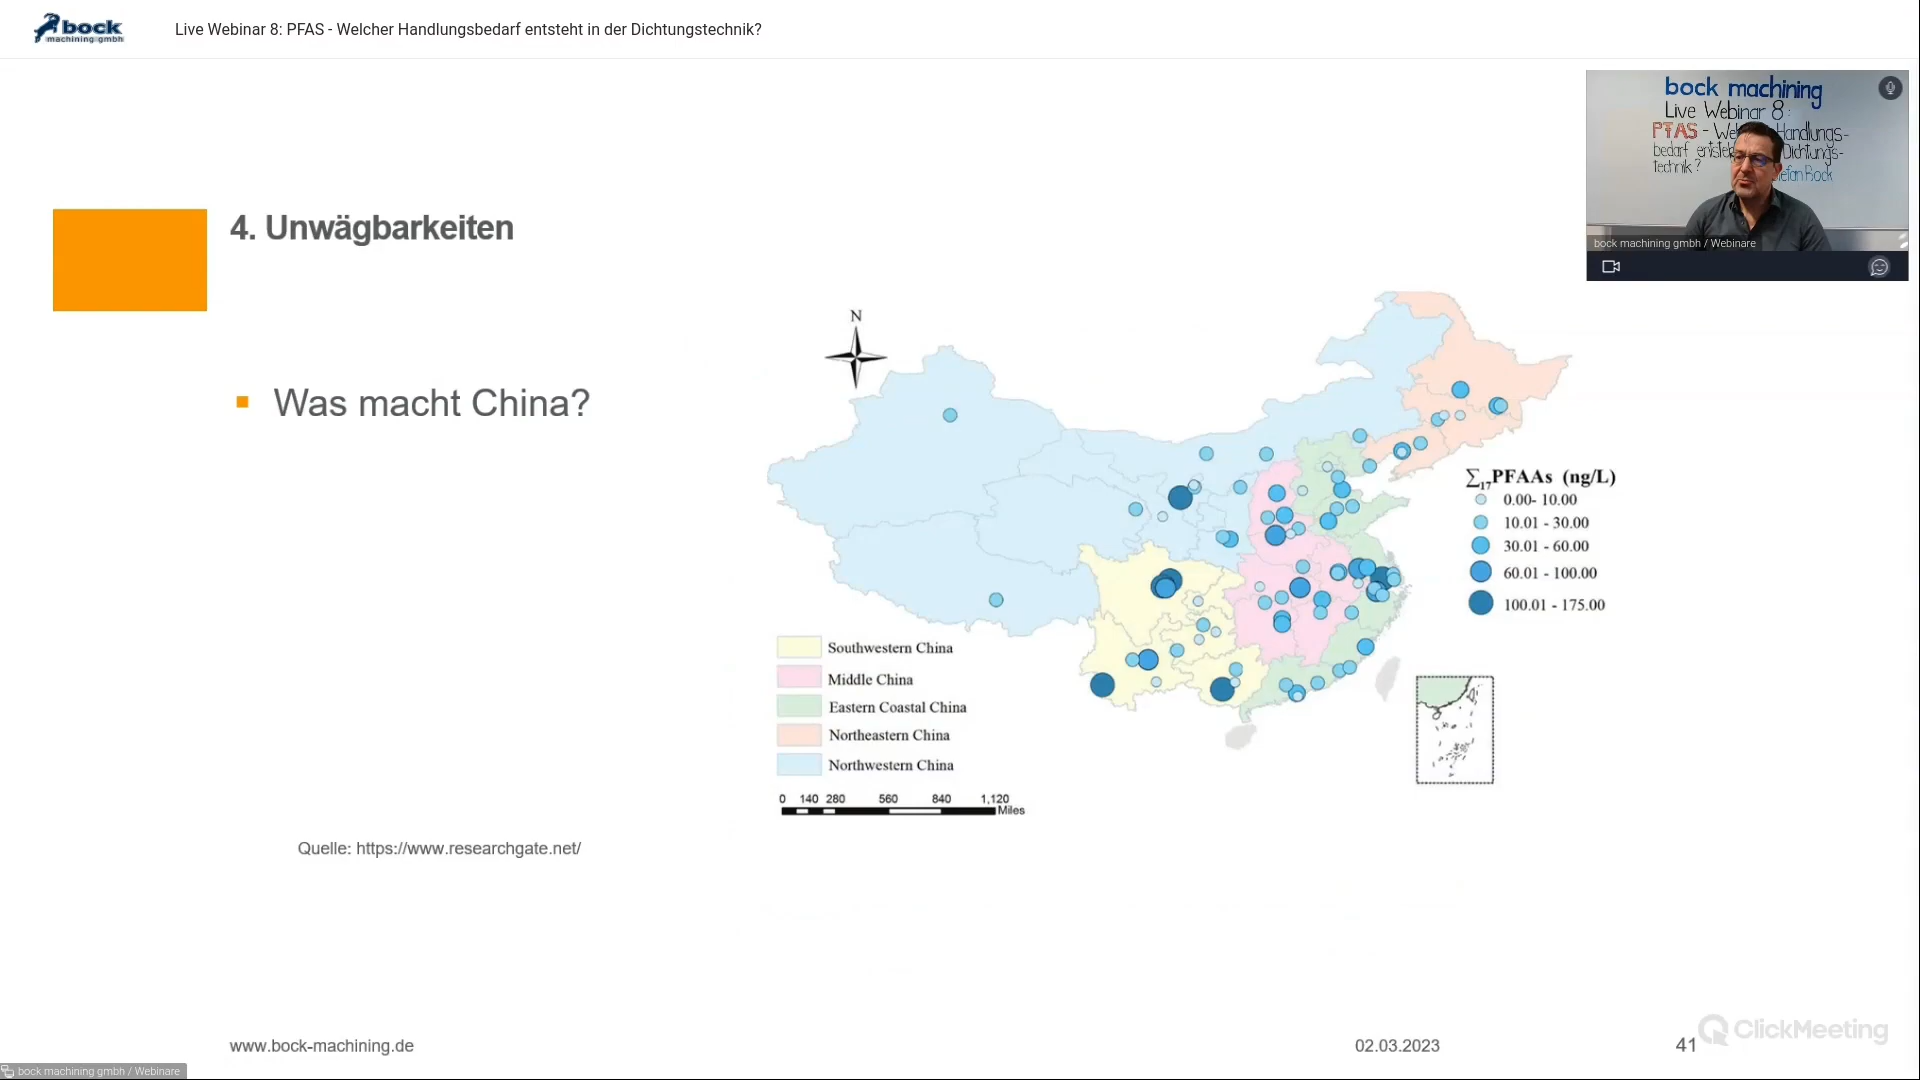 bock
machining gmbh
Live Webinar 8: PFAS - Welcher Handlungsbedarf entsteht in der Dichtungstechnik?
bock machining
Live Webinar 8:
PFAS - Handlungs-
bedarf Dichtungs-
technik?
Bock
bock machining gmbh / Webinare
4. Unwägbarkeiten
Was macht China?
N
∑17PFAAs (ng/L)
0.00- 10.00
10.01 - 30.00
30.01 - 60.00
60.01 - 100.00
100.01 - 175.00
Southwestern China
Middle China
Eastern Coastal China
Northeastern China
Northwestern China
0 140 280 560 840 1,120
Miles
Quelle: https://www.researchgate.net/
www.bock-machining.de
02.03.2023
41
ClickMeeting
bock machining gmbh / Webinare